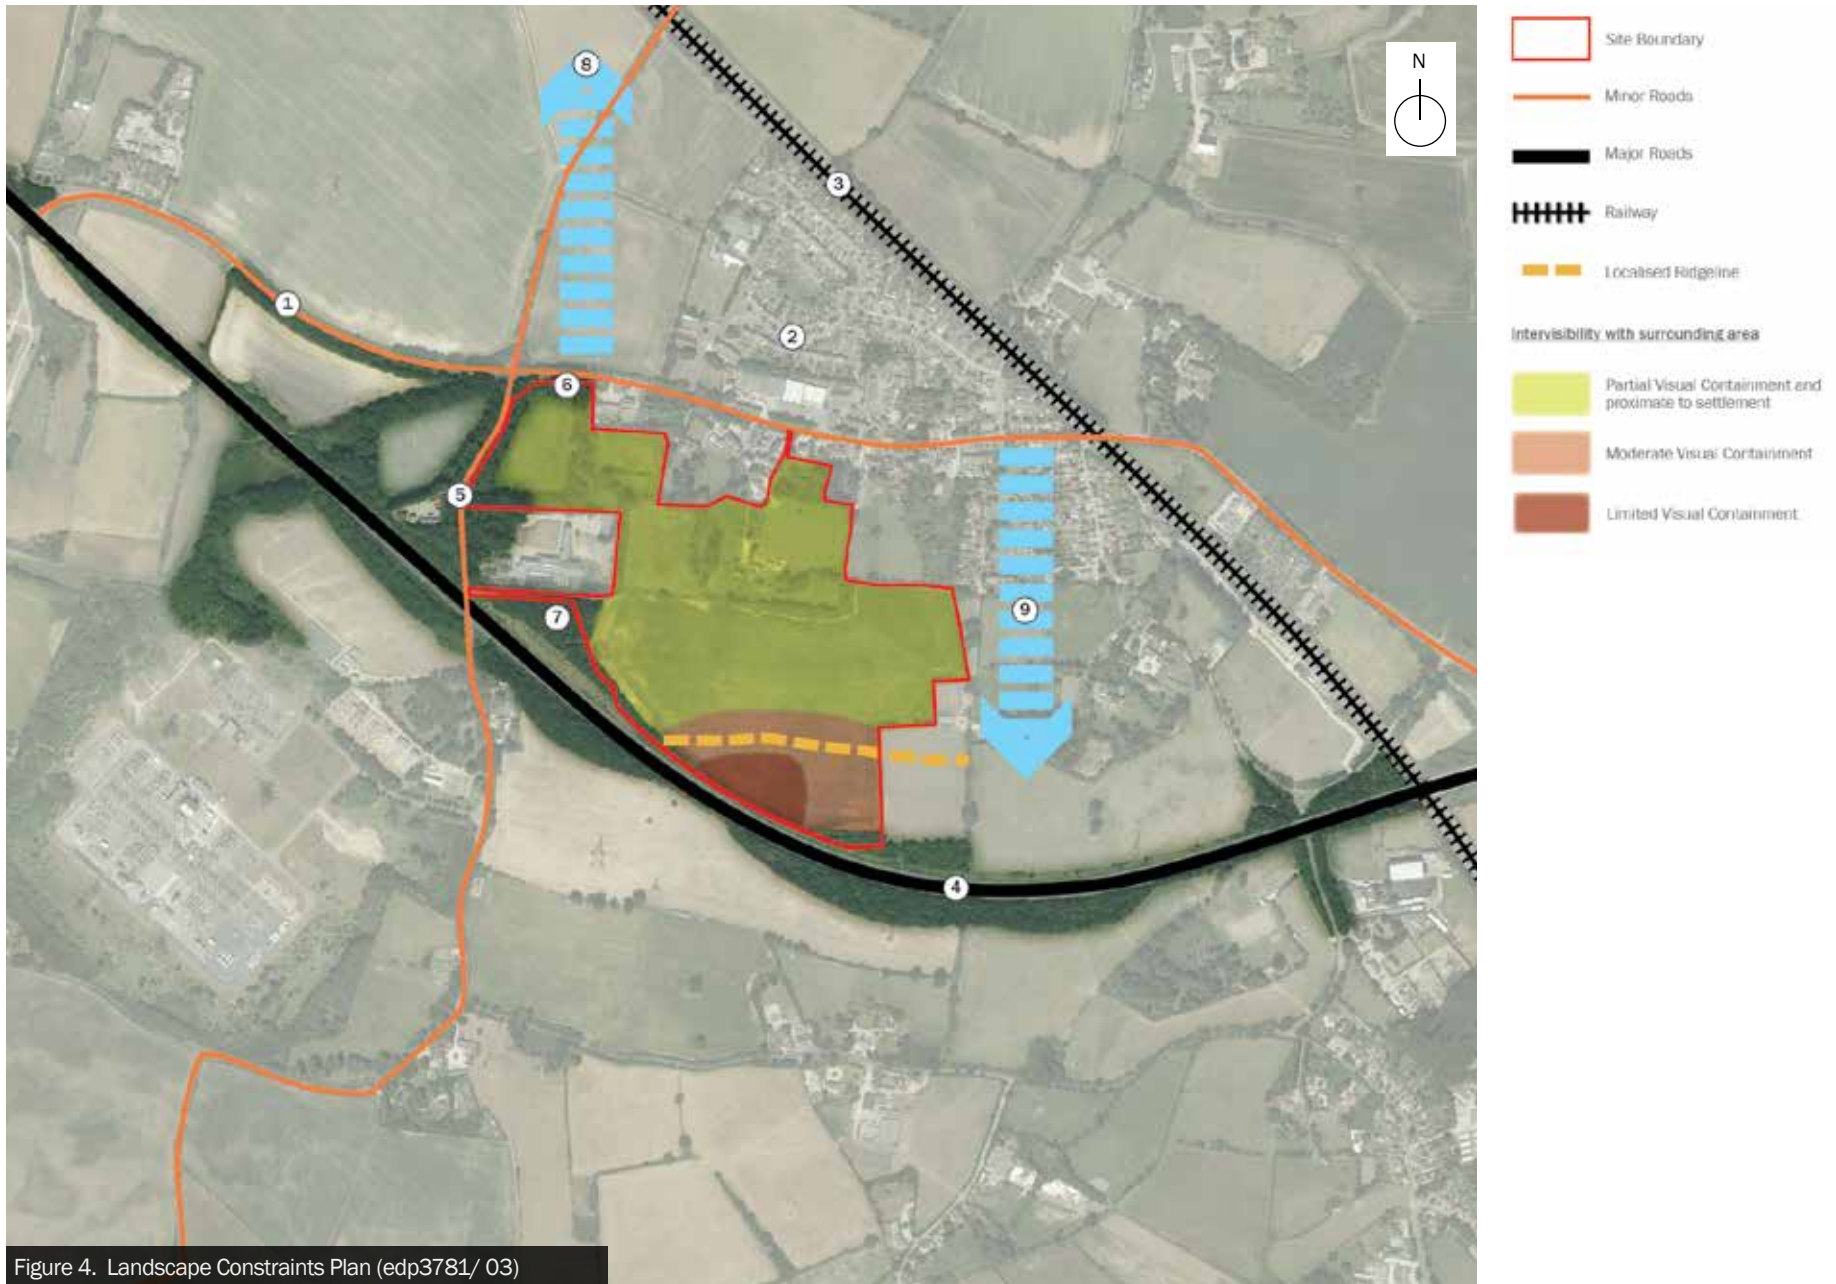 8
N
3
1
2
6
5
7
9
4
Figure 4. Landscape Constraints Plan (edp3781/ 03)
Site Boundary
Minor Roads
Major Roads
Railway
Localised Ridgeline
Intervisibility with surrounding area
Partial Visual Containment and
proximate to settlement
Moderate Visual Containment
Limited Visual Containment